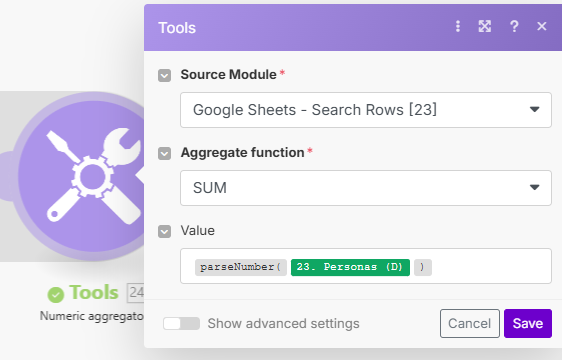 Tools
Source Module *
Google Sheets - Search Rows [23]
Aggregate function *
SUM
Value
parseNumber( 23. Personas (D) )
Tools 24
Numeric aggregato
Show advanced settings
Cancel
Save